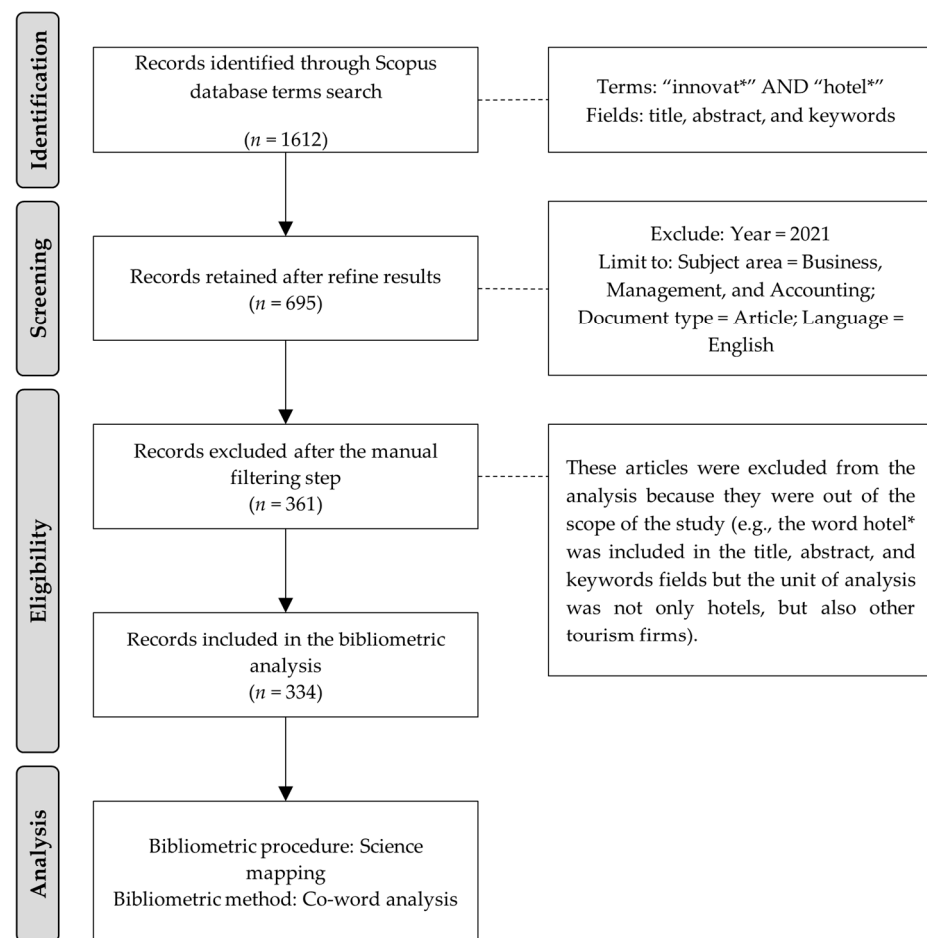 Identification
Records identified through Scopus
database terms search
(n = 1612)
Terms: “innovat*” AND “hotel*”
Fields: title, abstract, and keywords
Screening
Records retained after refine results
(n = 695)
Exclude: Year = 2021
Limit to: Subject area = Business,
Management, and Accounting;
Document type = Article; Language =
English
Eligibility
Records excluded after the manual
filtering step
(n = 361)
These articles were excluded from the
analysis because they were out of the
scope of the study (e.g., the word hotel*
was included in the title, abstract, and
keywords fields but the unit of analysis
was not only hotels, but also other
tourism firms).
Records included in the bibliometric
analysis
(n = 334)
Analysis
Bibliometric procedure: Science
mapping
Bibliometric method: Co-word analysis